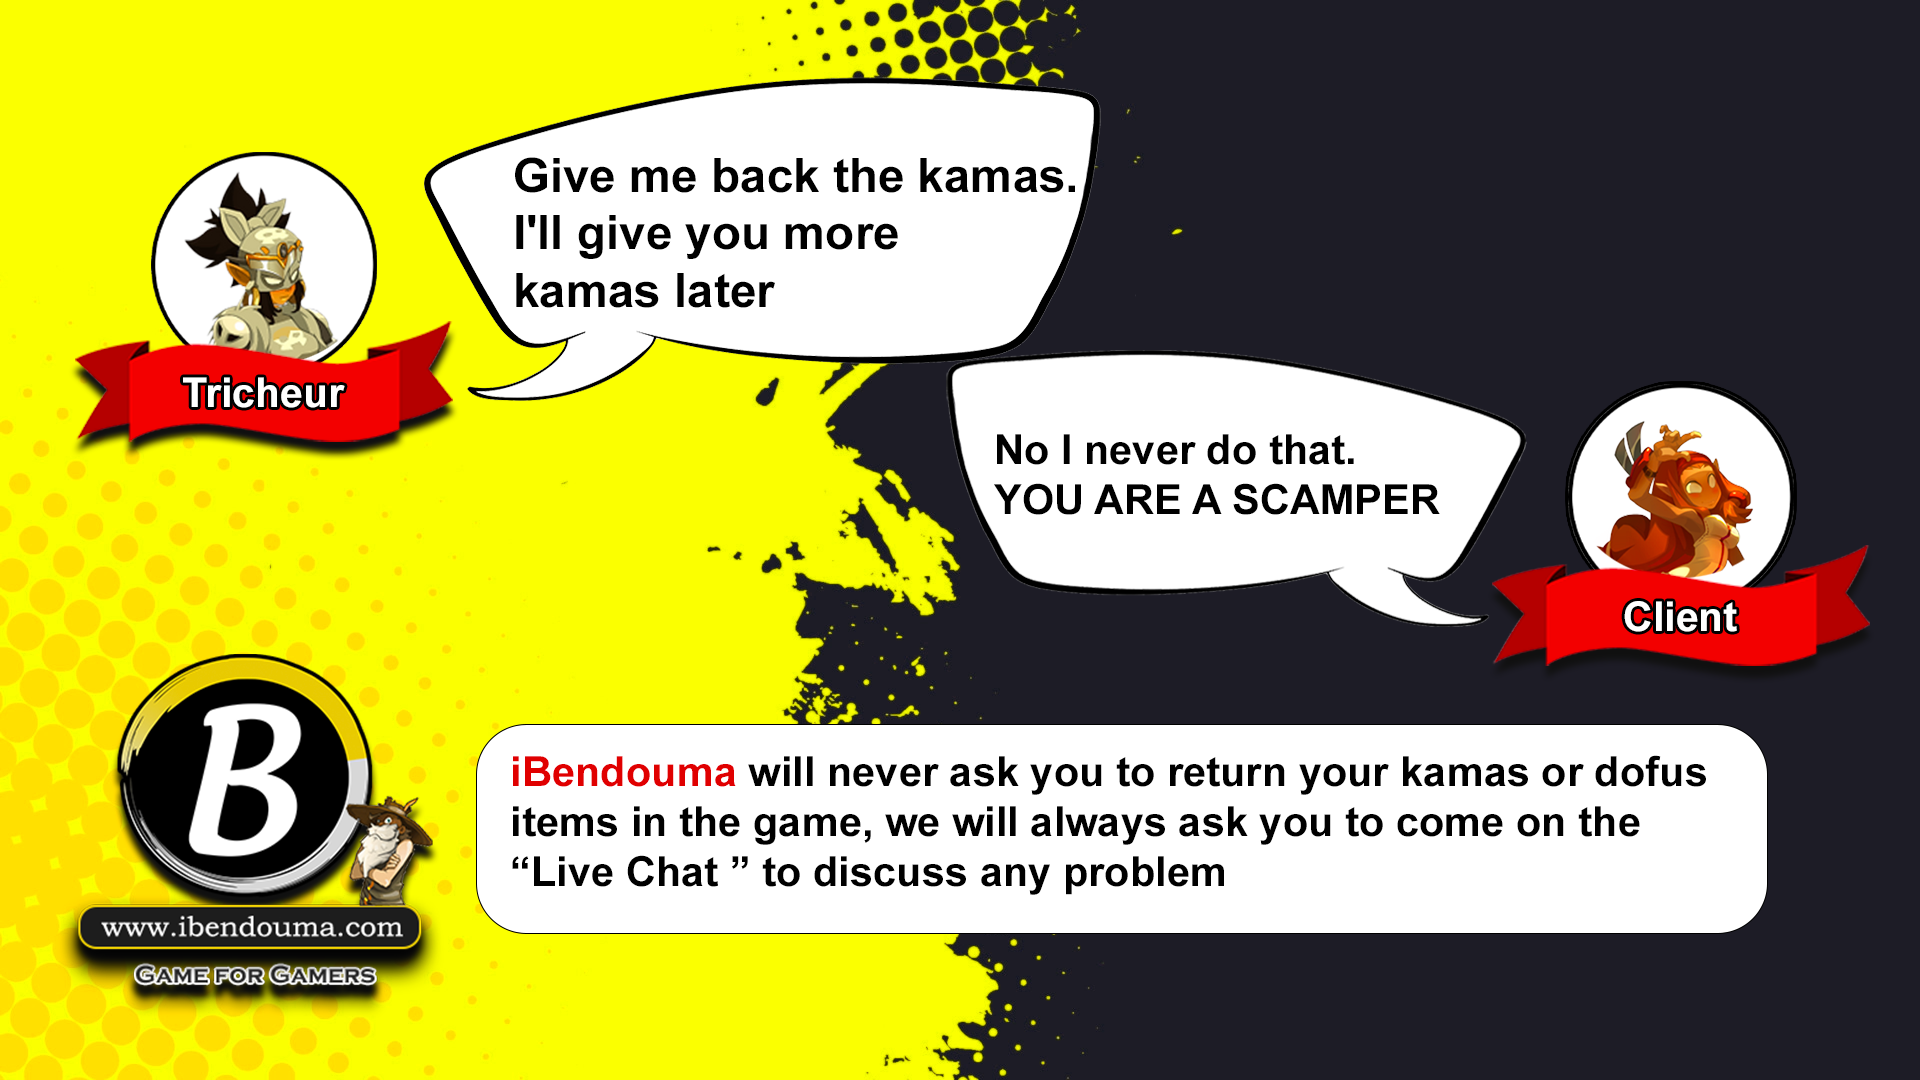 Give me back the kamas.
I'll give you more
kamas later
Tricheur
No I never do that.
YOU ARE A SCAMPER
Client
B
www.ibendouma.com
GAME FOR GAMERS
iBendouma will never ask you to return your kamas or dofus
items in the game, we will always ask you to come on the
“Live Chat ” to discuss any problem